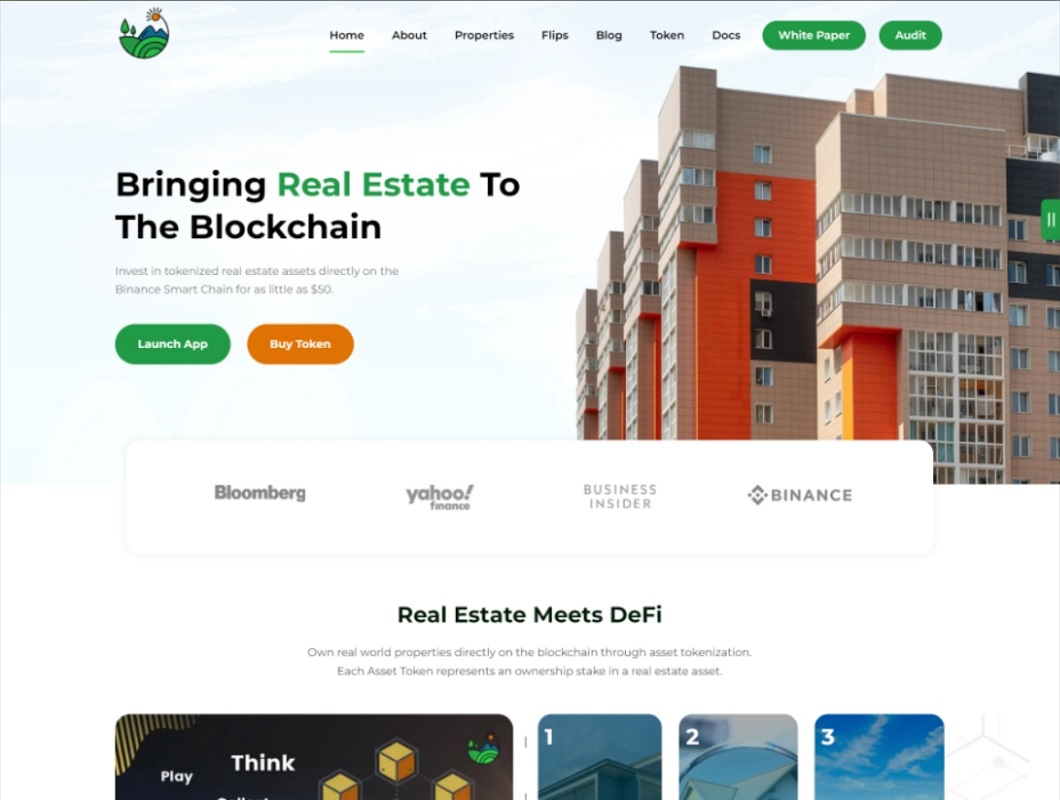 Home About Properties Flips Blog Token Docs White Paper Audit
Bringing Real Estate To
The Blockchain
Invest in tokenized real estate assets directly on the
Binance Smart Chain for as little as $50.
Launch App Buy Token
Bloomberg yahoo! finance BUSINESS INSIDER BINANCE
Real Estate Meets DeFi
Own real world properties directly on the blockchain through asset tokenization.
Each Asset Token represents an ownership stake in a real estate asset.
1 2 3
Think
Play